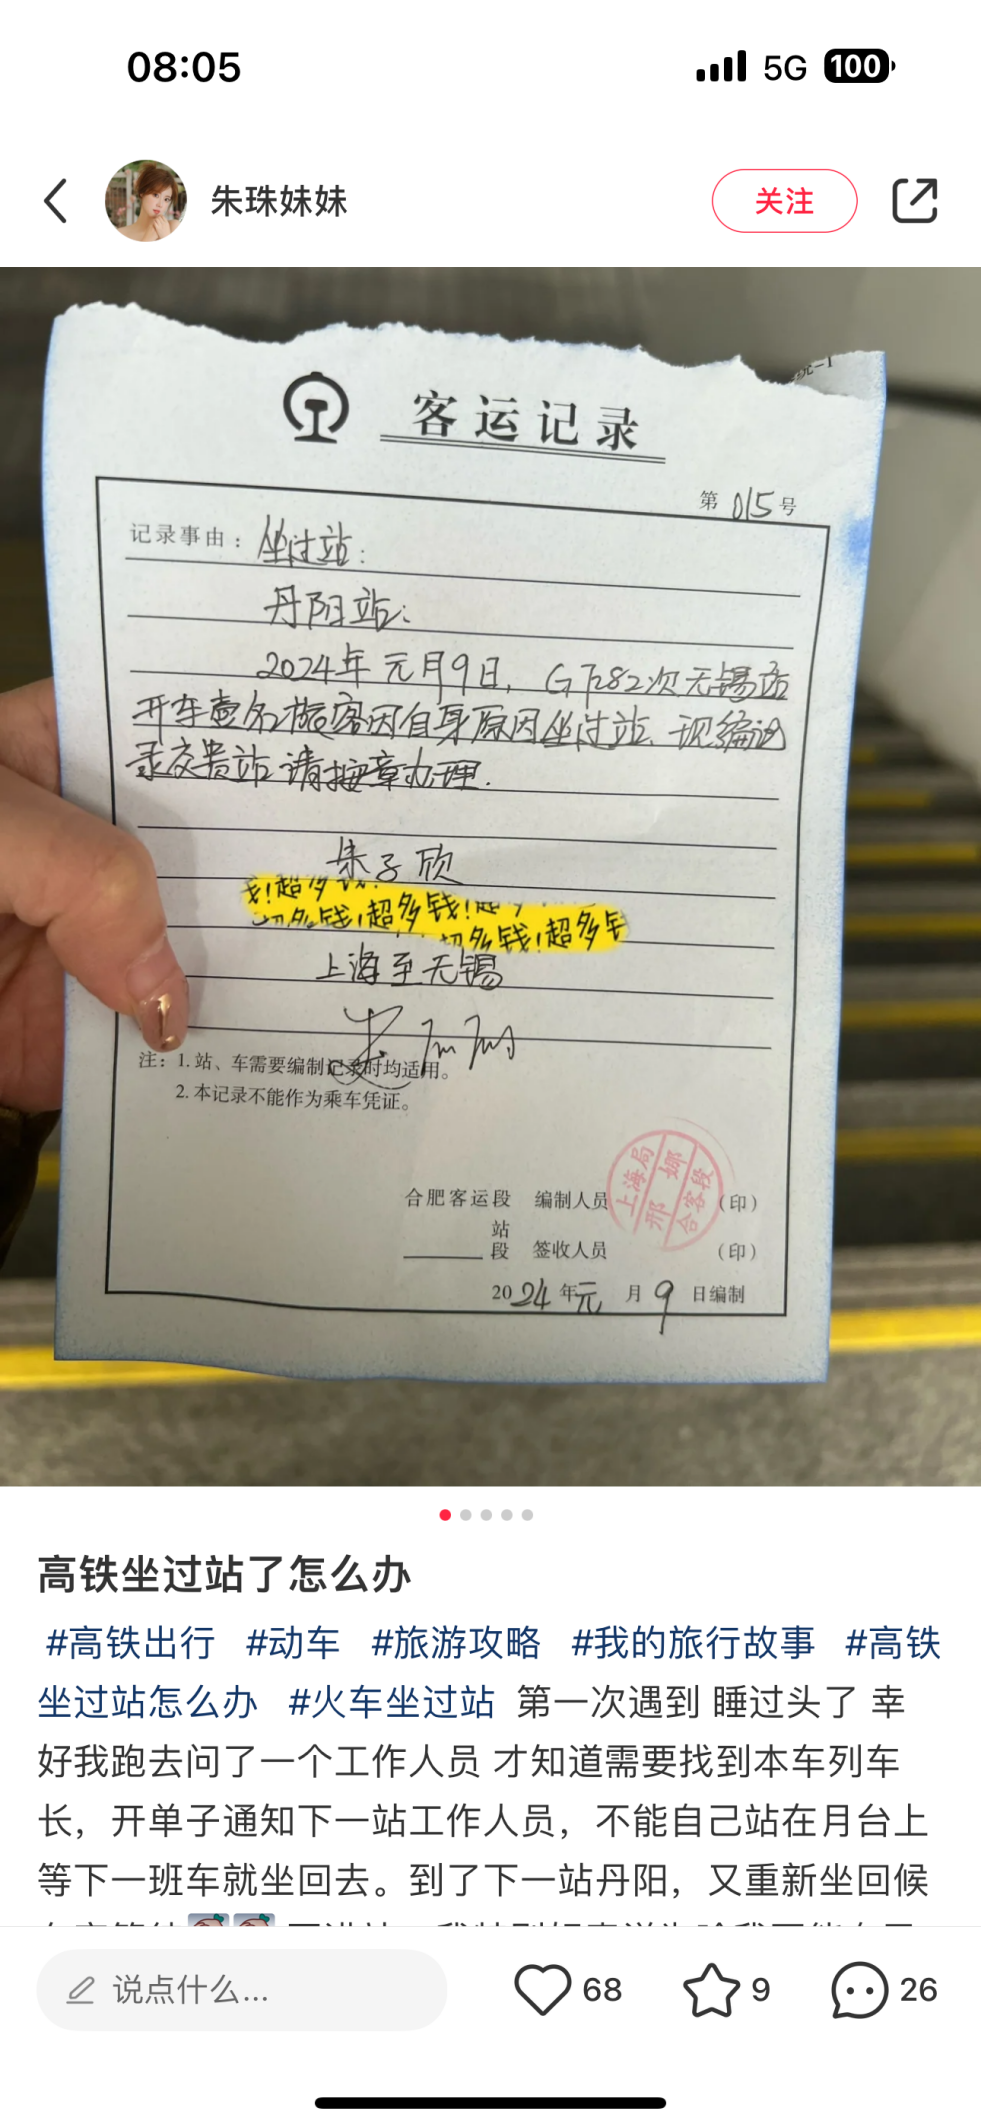 08:05
5G
100
朱珠妹妹
关注
客运记录
第 015 号
记录事由：坐过站：
丹阳站：
2024年元月9日，G7282次无锡站
开车壹名旅客因自身原因坐过站、现编记
录交贵站请按章办理.
朱子欣
超多
超多钱！超多钱！超
超多钱！超多钱
上海至无锡
注：1. 站、车需要编制记录时均适用。
2. 本记录不能作为乘车凭证。
上海局
邢娜
合客段
合肥客运段 编制人员 （印）
站
段 签收人员 （印）
2024年元月9日编制
高铁坐过站了怎么办
#高铁出行 #动车 #旅游攻略 #我的旅行故事 #高铁
坐过站怎么办 #火车坐过站 第一次遇到 睡过头了 幸
好我跑去问了一个工作人员 才知道需要找到本车列车
长，开单子通知下一站工作人员，不能自己站在月台上
等下一班车就坐回去。到了下一站丹阳，又重新坐回候
说点什么...
68
9
26